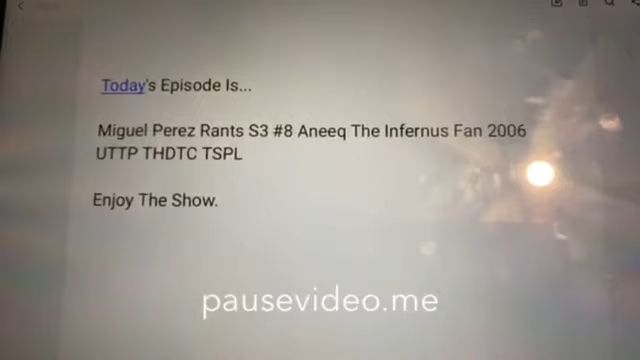 Today's Episode Is...
Miguel Perez Rants S3 #8 Aneeq The Infernus Fan 2006
UTTP THDTC TSPL
Enjoy The Show.
pausevideo.me